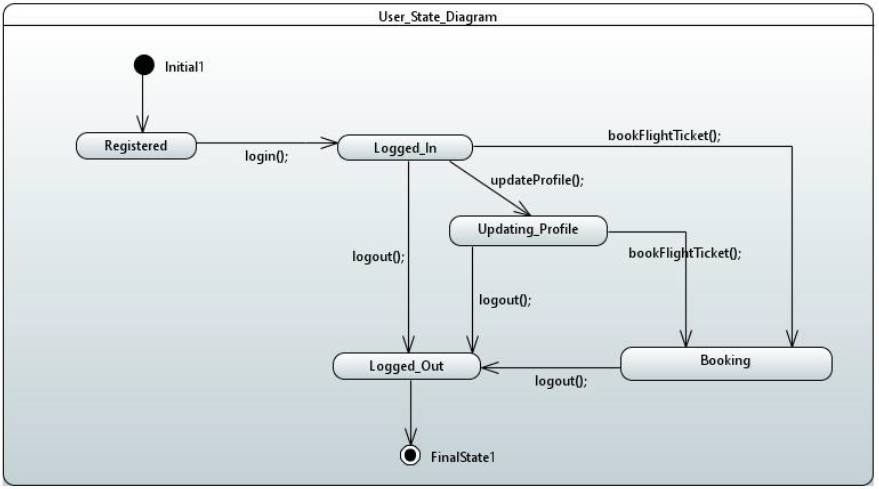 User_State_Diagram
Initial1
Registered
login();
Logged_In
bookFlightTicket();
updateProfile();
Updating_Profile
bookFlightTicket();
logout();
logout();
Logged_Out
logout();
Booking
FinalState1